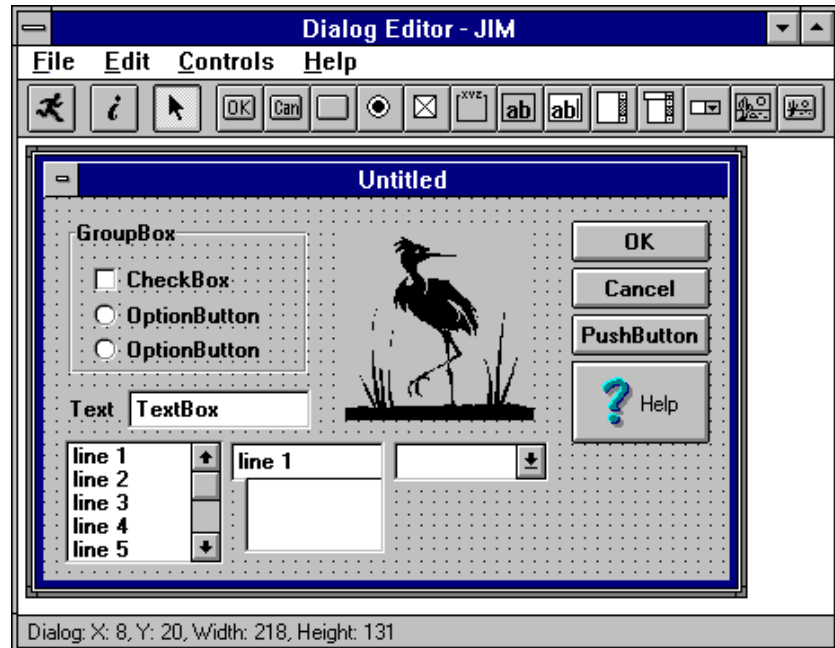 Dialog Editor - JIM
File Edit Controls Help
i OK Can XYZ ab ab
Untitled
GroupBox
CheckBox
OptionButton
OptionButton
Text TextBox
OK
Cancel
PushButton
? Help
line 1
line 2
line 3
line 4
line 5
line 1
Dialog: X: 8, Y: 20, Width: 218, Height: 131